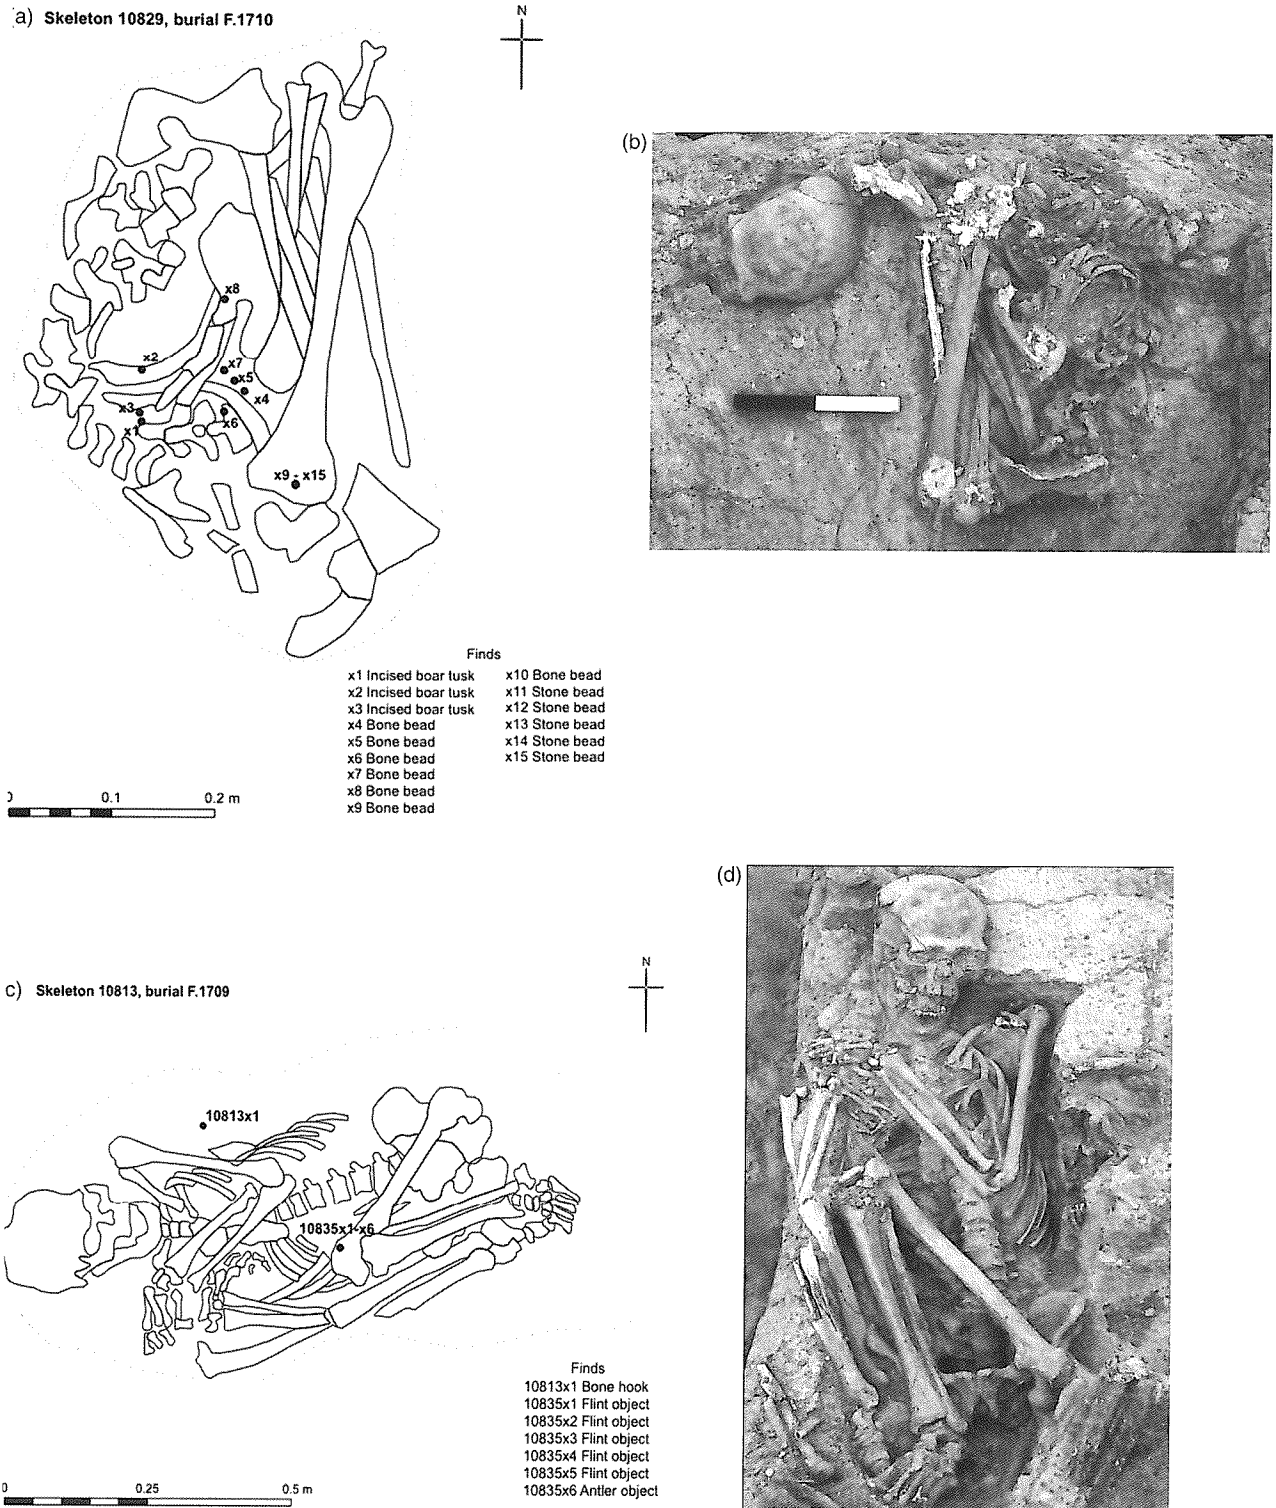 a) Skeleton 10829, burial F.1710
N
x8
x2
x7
x5
x4
x3
x6
x1
x9 - x15
Finds
x1 Incised boar tusk
x2 Incised boar tusk
x3 Incised boar tusk
x4 Bone bead
x5 Bone bead
x6 Bone bead
x7 Bone bead
x8 Bone bead
x9 Bone bead
x10 Bone bead
x11 Stone bead
x12 Stone bead
x13 Stone bead
x14 Stone bead
x15 Stone bead
0.1 0.2 m
(b)
c) Skeleton 10813, burial F.1709
N
10813x1
10835x1-x6
Finds
10813x1 Bone hook
10835x1 Flint object
10835x2 Flint object
10835x3 Flint object
10835x4 Flint object
10835x5 Flint object
10835x6 Antler object
0 0.25 0.5 m
(d)